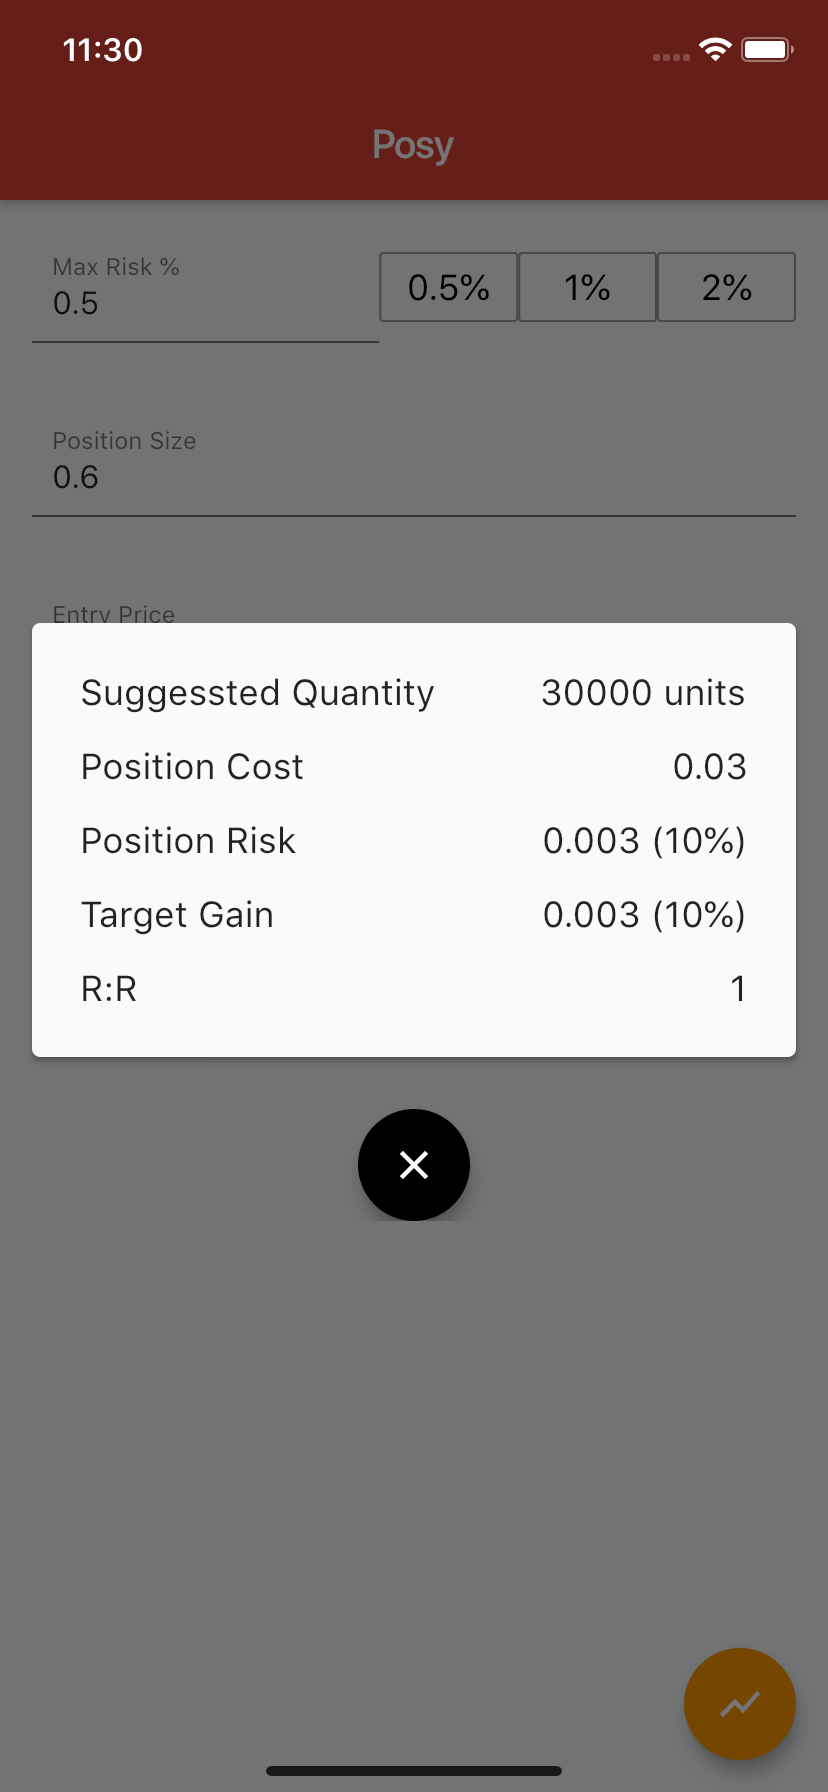 11:30
Posy
Max Risk %
0.5
0.5% 1% 2%
Position Size
0.6
Entry Price
Suggessted Quantity 30000 units
Position Cost 0.03
Position Risk 0.003 (10%)
Target Gain 0.003 (10%)
R:R 1